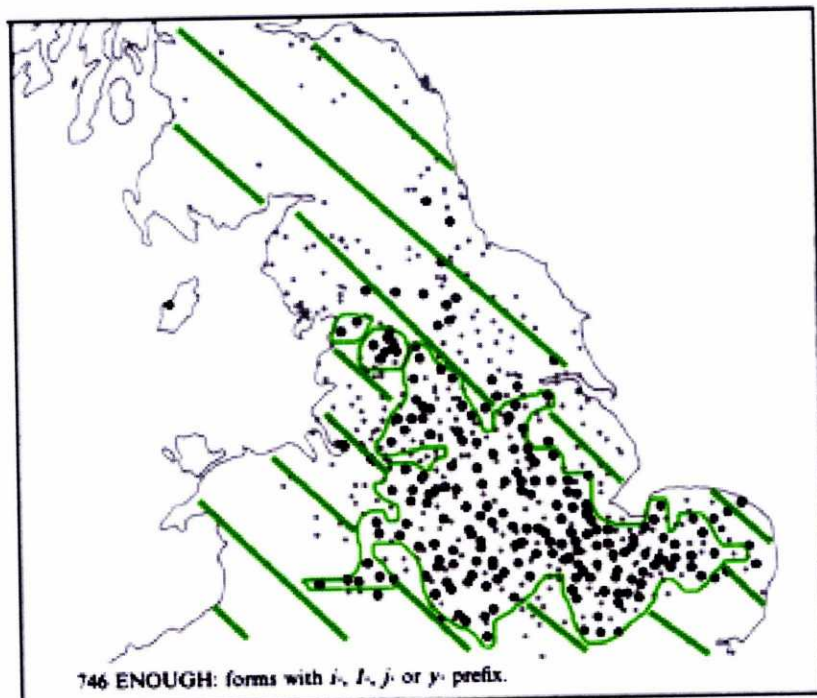 746 ENOUGH: forms with i-, I-, j- or y- prefix.